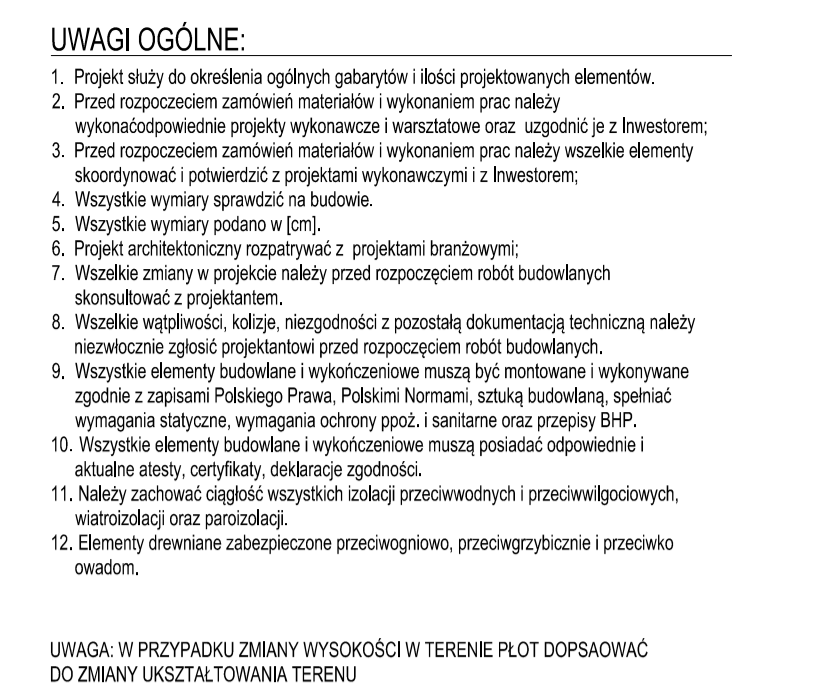 UWAGI OGÓLNE:
1. Projekt służy do określenia ogólnych gabarytów i ilości projektowanych elementów.
2. Przed rozpoczeciem zamówień materiałów i wykonaniem prac należy
wykonaćodpowiednie projekty wykonawcze i warsztatowe oraz uzgodnić je z Inwestorem;
3. Przed rozpoczeciem zamówień materiałów i wykonaniem prac należy wszelkie elementy
skoordynować i potwierdzić z projektami wykonawczymi i z Inwestorem;
4. Wszystkie wymiary sprawdzić na budowie.
5. Wszystkie wymiary podano w [cm].
6. Projekt architektoniczny rozpatrywać z projektami branżowymi;
7. Wszelkie zmiany w projekcie należy przed rozpoczęciem robót budowlanych
skonsultować z projektantem.
8. Wszelkie wątpliwości, kolizje, niezgodności z pozostałą dokumentacją techniczną należy
niezwłocznie zgłosić projektantowi przed rozpoczęciem robót budowlanych.
9. Wszystkie elementy budowlane i wykończeniowe muszą być montowane i wykonywane
zgodnie z zapisami Polskiego Prawa, Polskimi Normami, sztuką budowlaną, spełniać
wymagania statyczne, wymagania ochrony ppoż. i sanitarne oraz przepisy BHP.
10. Wszystkie elementy budowlane i wykończeniowe muszą posiadać odpowiednie i
aktualne atesty, certyfikaty, deklaracje zgodności.
11. Należy zachować ciągłość wszystkich izolacji przeciwwodnych i przeciwwilgociowych,
wiatroizolacji oraz paroizolacji.
12. Elementy drewniane zabezpieczone przeciwogniowo, przeciwgrzybicznie i przeciwko
owadom.
UWAGA: W PRZYPADKU ZMIANY WYSOKOŚCI W TERENIE PŁOT DOPSAOWAĆ
DO ZMIANY UKSZTAŁTOWANIA TERENU